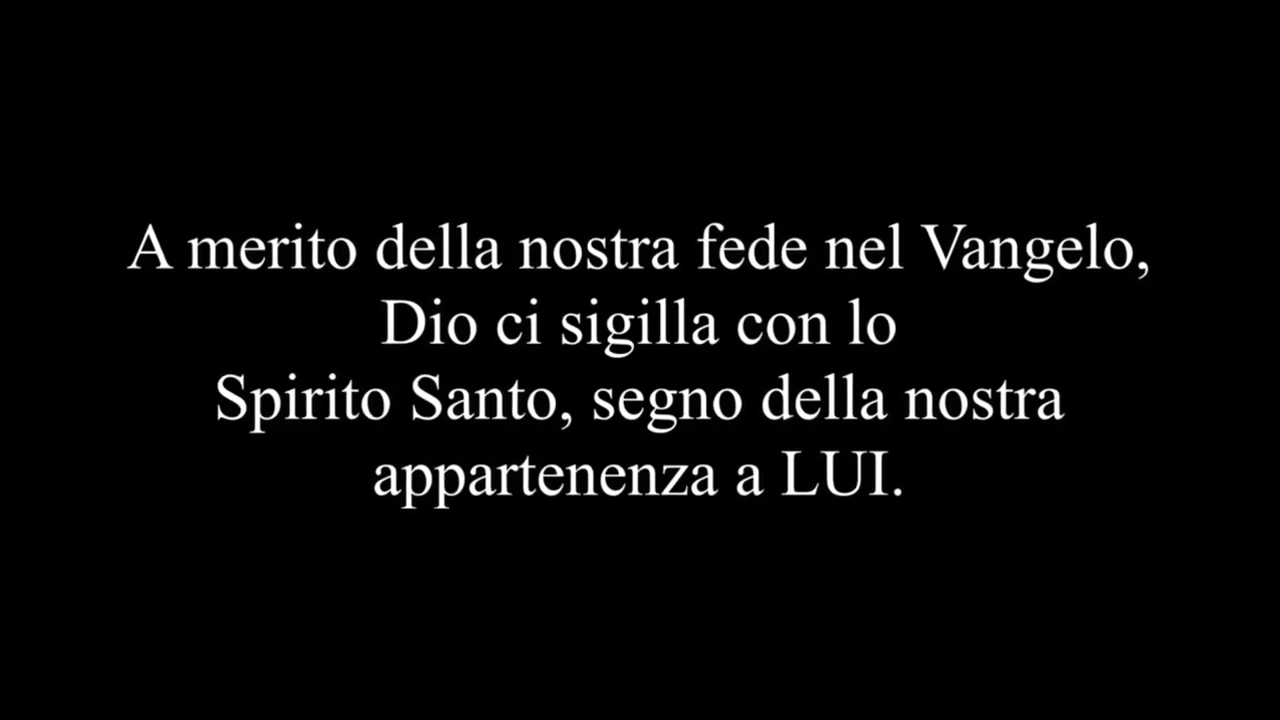 A merito della nostra fede nel Vangelo,
Dio ci sigilla con lo
Spirito Santo, segno della nostra
appartenenza a LUI.